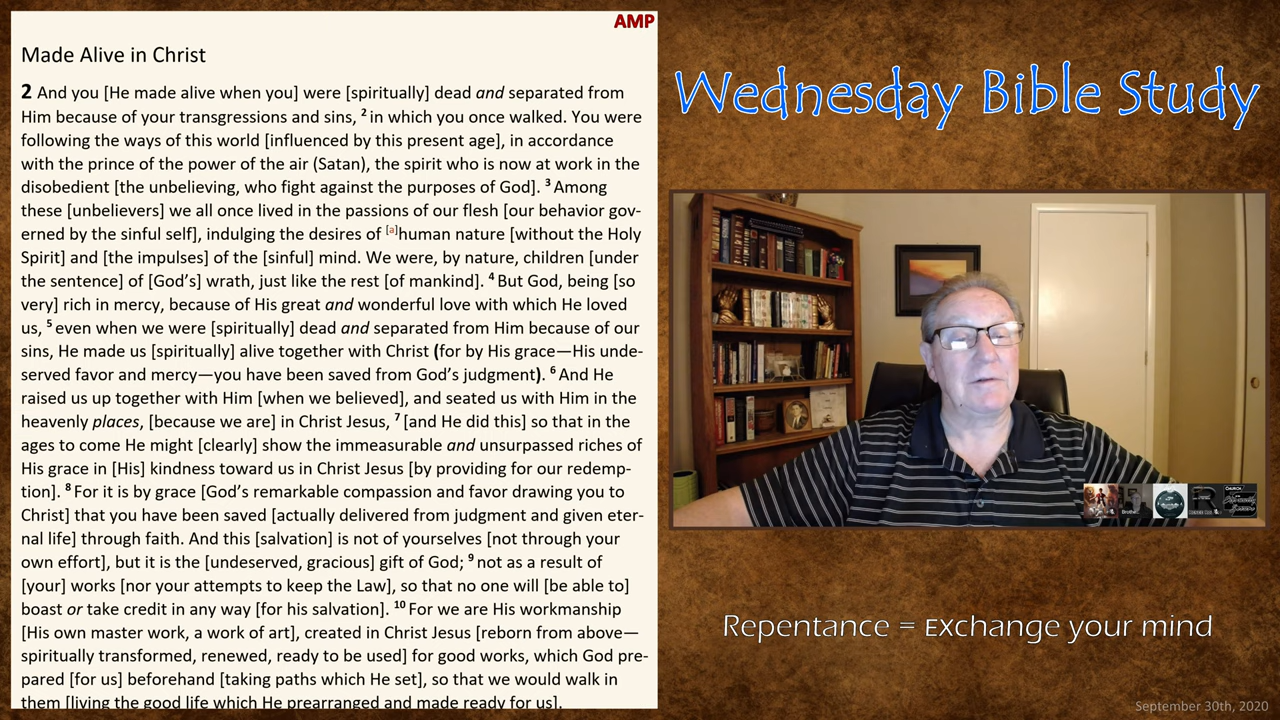 AMP
Made Alive in Christ
2 And you [He made alive when you] were [spiritually] dead and separated from
Him because of your transgressions and sins, 2 in which you once walked. You were
following the ways of this world [influenced by this present age], in accordance
with the prince of the power of the air (Satan), the spirit who is now at work in the
disobedient [the unbelieving, who fight against the purposes of God]. 3 Among
these [unbelievers] we all once lived in the passions of our flesh [our behavior gov-
erned by the sinful self], indulging the desires of [a]human nature [without the Holy
Spirit] and [the impulses] of the [sinful] mind. We were, by nature, children [under
the sentence] of [God's] wrath, just like the rest [of mankind]. 4 But God, being [so
very] rich in mercy, because of His great and wonderful love with which He loved
us, 5 even when we were [spiritually] dead and separated from Him because of our
sins, He made us [spiritually] alive together with Christ (for by His grace—His unde-
served favor and mercy—you have been saved from God's judgment). 6 And He
raised us up together with Him [when we believed], and seated us with Him in the
heavenly places, [because we are] in Christ Jesus, 7 [and He did this] so that in the
ages to come He might [clearly] show the immeasurable and unsurpassed riches of
His grace in [His] kindness toward us in Christ Jesus [by providing for our redemp-
tion]. 8 For it is by grace [God's remarkable compassion and favor drawing you to
Christ] that you have been saved [actually delivered from judgment and given eter-
nal life] through faith. And this [salvation] is not of yourselves [not through your
own effort], but it is the [undeserved, gracious] gift of God; 9 not as a result of
[your] works [nor your attempts to keep the Law], so that no one will [be able to]
boast or take credit in any way [for his salvation]. 10 For we are His workmanship
[His own master work, a work of art], created in Christ Jesus [reborn from above—
spiritually transformed, renewed, ready to be used] for good works, which God pre-
pared [for us] beforehand [taking paths which He set], so that we would walk in
them [living the good life which He prearranged and made ready for us].
Wednesday Bible Study
Brothe...
CHURCH
Repentance = Exchange your mind
September 30th, 2020